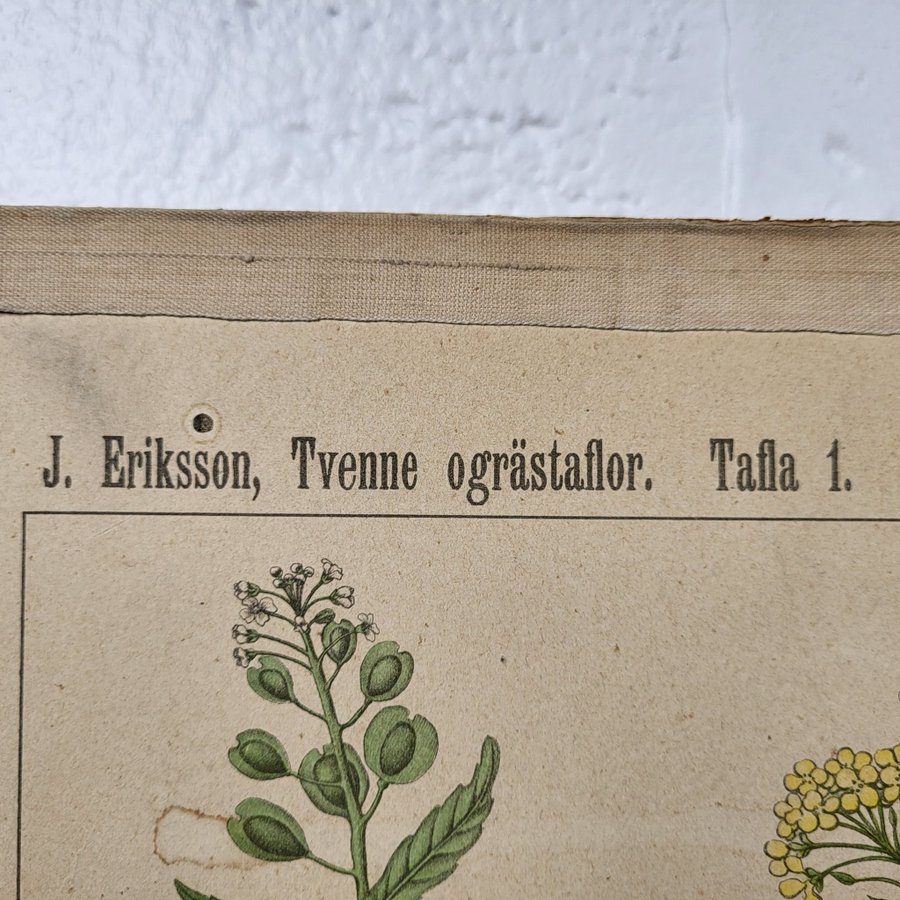 J. Eriksson, Tvenne ogrästaflor. Tafla 1.